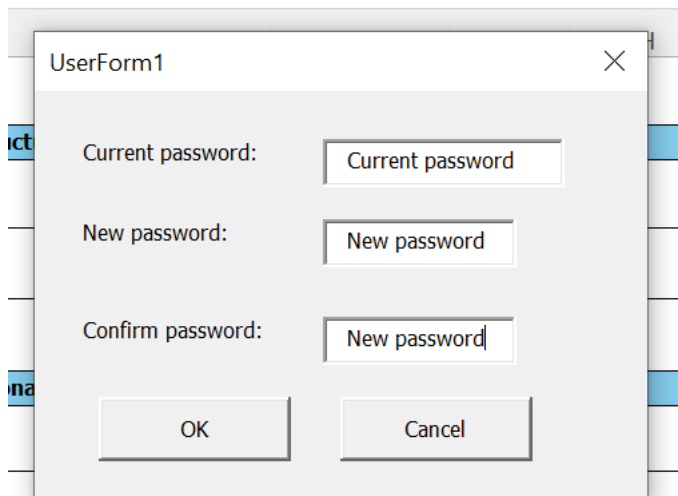 UserForm1
Current password: Current password
New password: New password
Confirm password: New password
OK Cancel